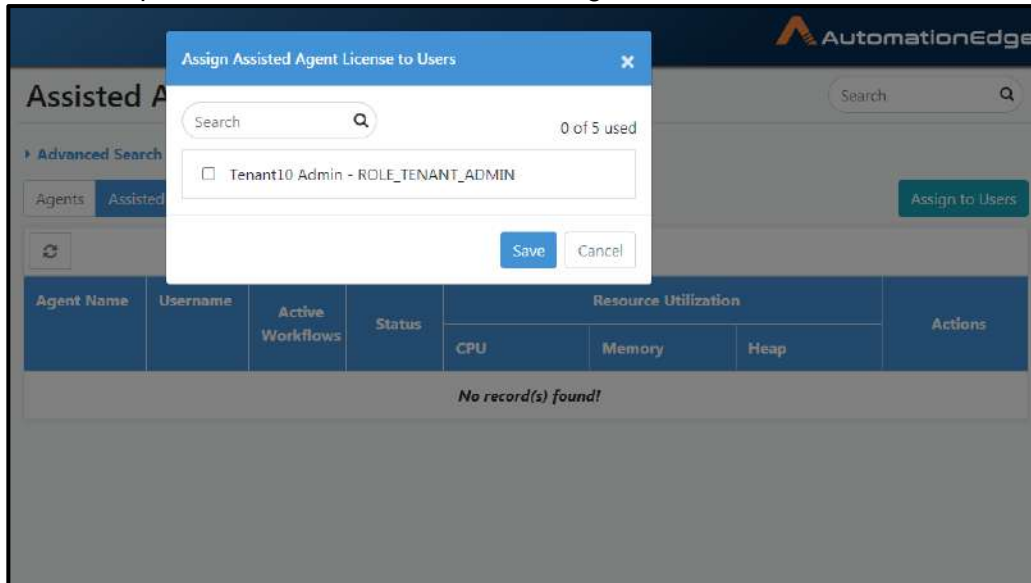 AutomationEdge
Assign Assisted Agent License to Users
Assisted A
Search
Search
0 of 5 used
Advanced Search
Tenant10 Admin - ROLE_TENANT_ADMIN
Agents Assisted
Assign to Users
Save Cancel
Agent Name Username Active Workflows Status Resource Utilization Actions
CPU Memory Heap
No record(s) found!